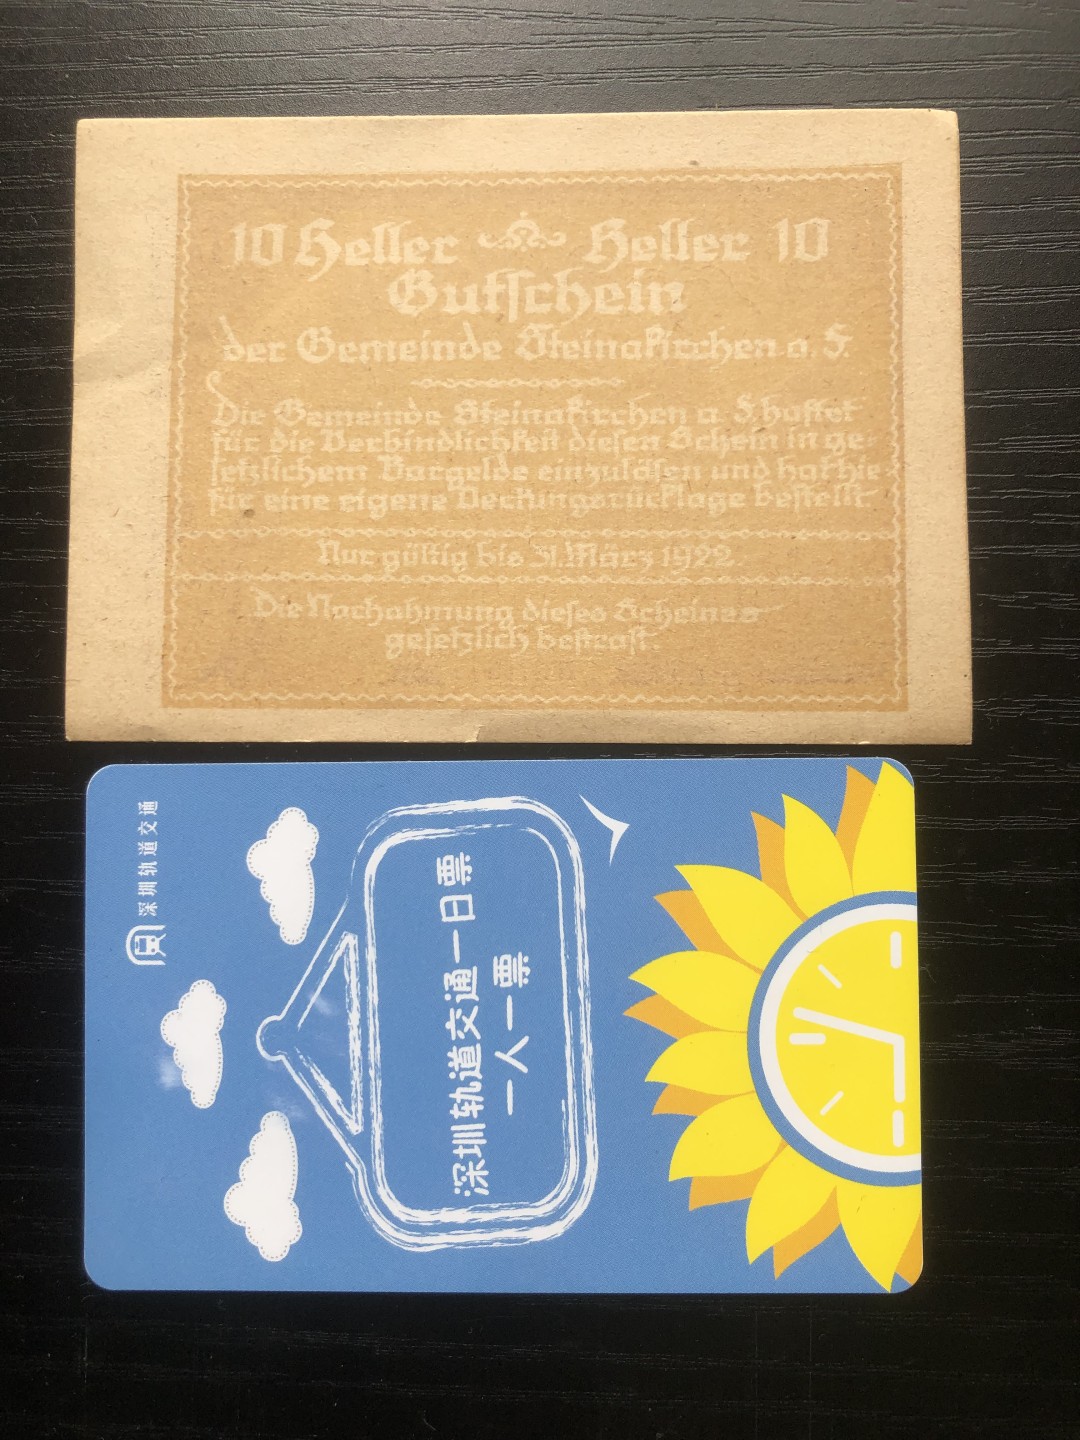 10 Heller Heller 10
Gutschein
der Gemeinde Steinakirchen a. F.
Die Gemeinde Steinakirchen a. F. haftet
für die Verbindlichkeit diesen Schein in ge-
setzlichem Bargelde einzulösen und hat hie-
für eine eigene Deckungsrücklage bestellt.
Nur gültig bis 31. März 1922.
Die Nachahmung dieses Scheines
gesetzlich bestraft.
深圳轨道交通
深圳轨道交通一日票
一人一票